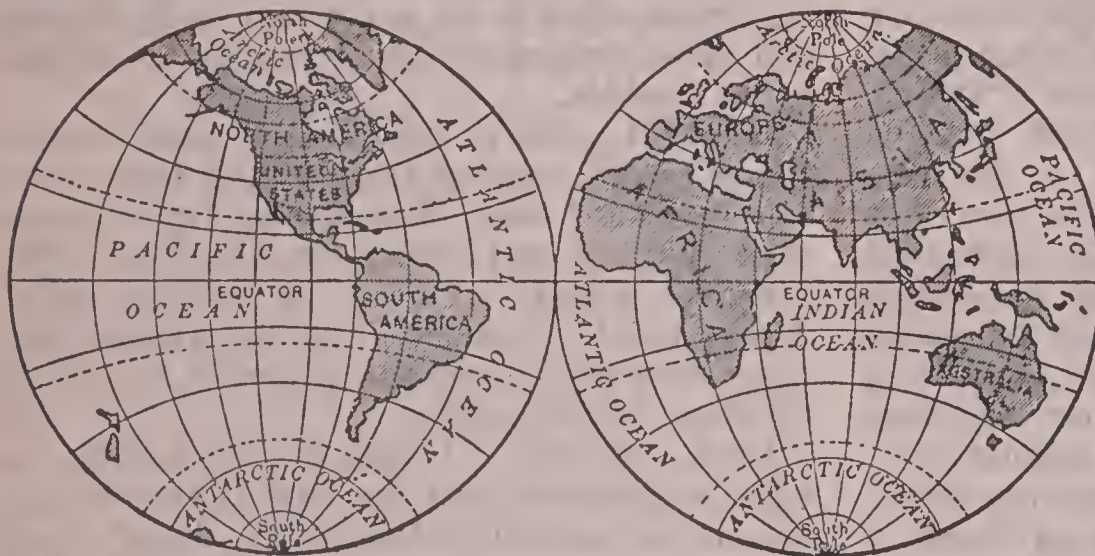 North
Pole
Arctic
Ocean
NORTH AMERICA
UNITED
STATES
ATLANTIC OCEAN
PACIFIC
OCEAN
EQUATOR
SOUTH
AMERICA
ANTARCTIC OCEAN
South
Pole
North
Pole
Arctic Ocean
EUROPE
ASIA
AFRICA
PACIFIC
OCEAN
ATLANTIC OCEAN
EQUATOR
INDIAN
OCEAN
AUSTRALIA
ANTARCTIC OCEAN
South
Pole